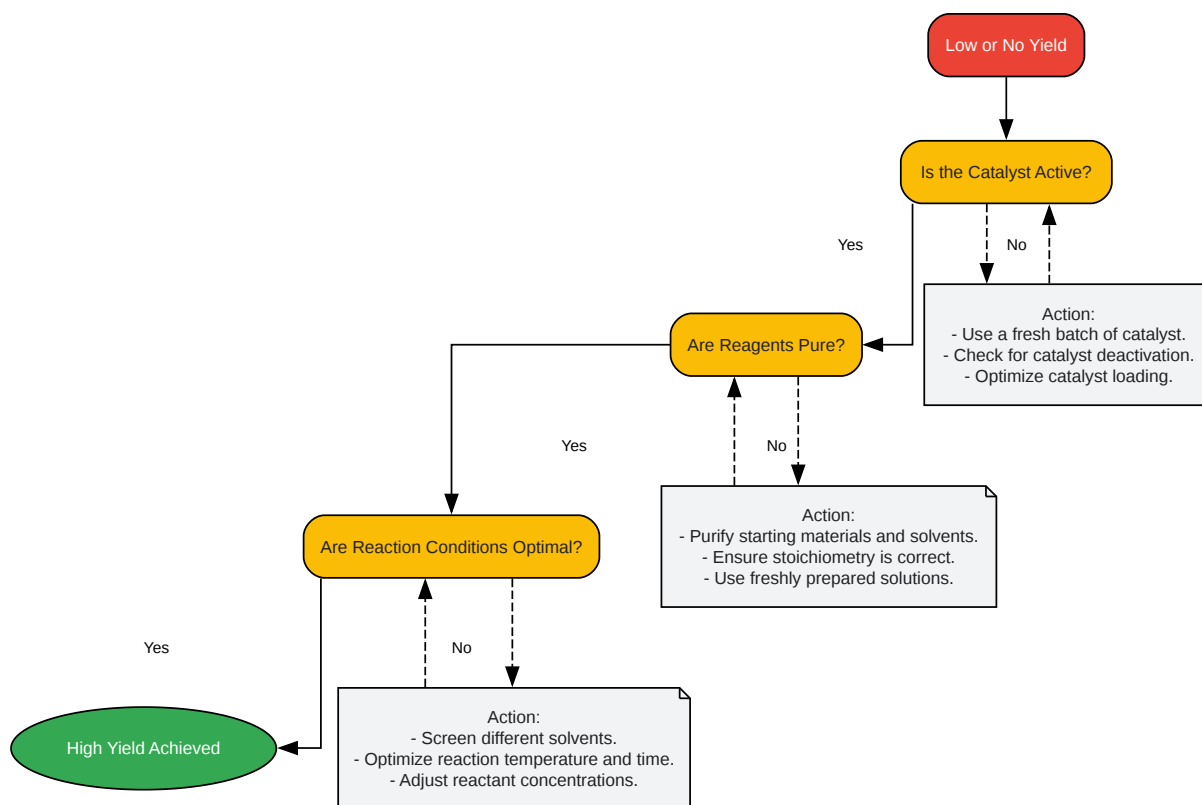 Low or No Yield
Is the Catalyst Active?
Yes
No
Action:
- Use a fresh batch of catalyst.
- Check for catalyst deactivation.
- Optimize catalyst loading.
Are Reagents Pure?
Yes
No
Action:
- Purify starting materials and solvents.
- Ensure stoichiometry is correct.
- Use freshly prepared solutions.
Are Reaction Conditions Optimal?
Yes
No
Action:
- Screen different solvents.
- Optimize reaction temperature and time.
- Adjust reactant concentrations.
High Yield Achieved